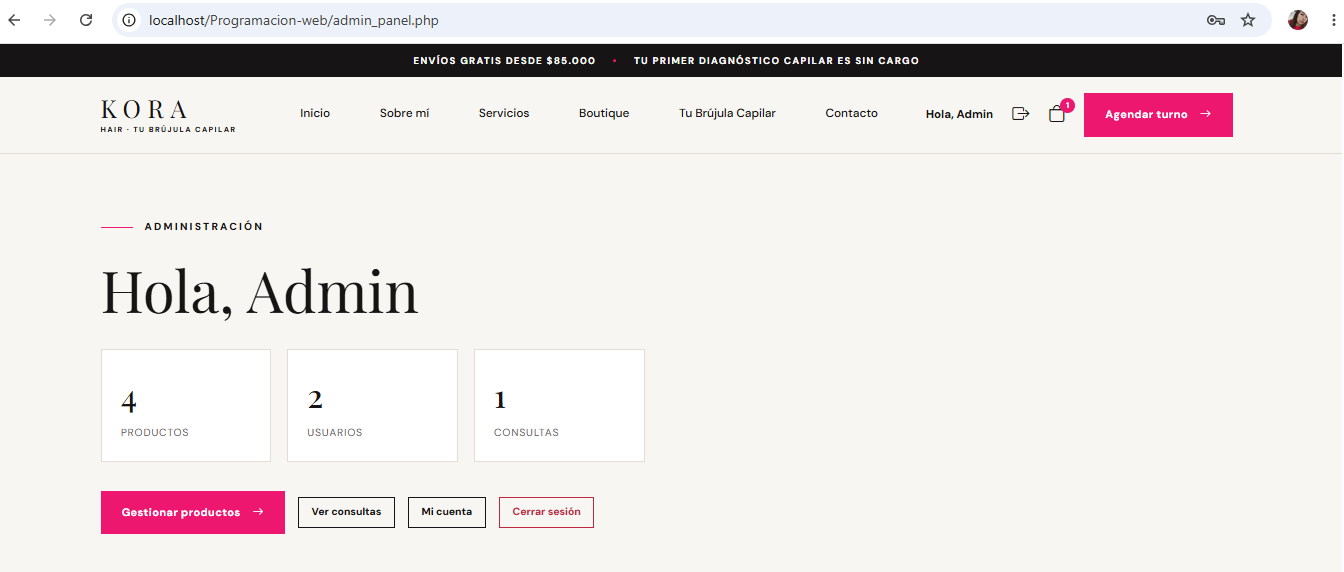 localhost/Programacion-web/admin_panel.php
ENVÍOS GRATIS DESDE $85.000 • TU PRIMER DIAGNÓSTICO CAPILAR ES SIN CARGO
KORA
HAIR · TU BRÚJULA CAPILAR
Inicio Sobre mí Servicios Boutique Tu Brújula Capilar Contacto Hola, Admin 1 Agendar turno →
ADMINISTRACIÓN
Hola, Admin
4 2 1
PRODUCTOS USUARIOS CONSULTAS
Gestionar productos → Ver consultas Mi cuenta Cerrar sesión